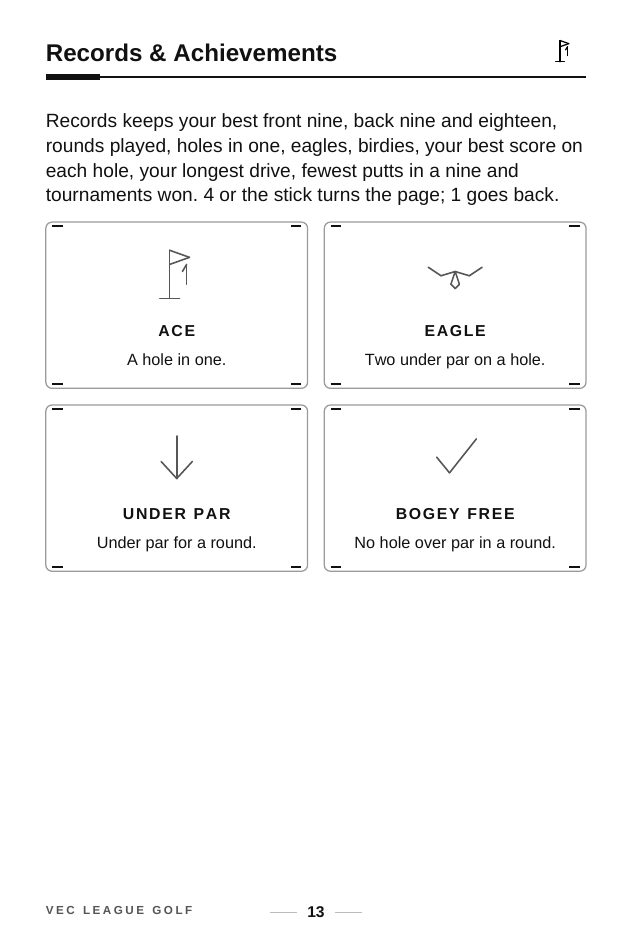 Records & Achievements
Records keeps your best front nine, back nine and eighteen,
rounds played, holes in one, eagles, birdies, your best score on
each hole, your longest drive, fewest putts in a nine and
tournaments won. 4 or the stick turns the page; 1 goes back.
ACE
A hole in one.
EAGLE
Two under par on a hole.
UNDER PAR
Under par for a round.
BOGEY FREE
No hole over par in a round.
VEC LEAGUE GOLF
13